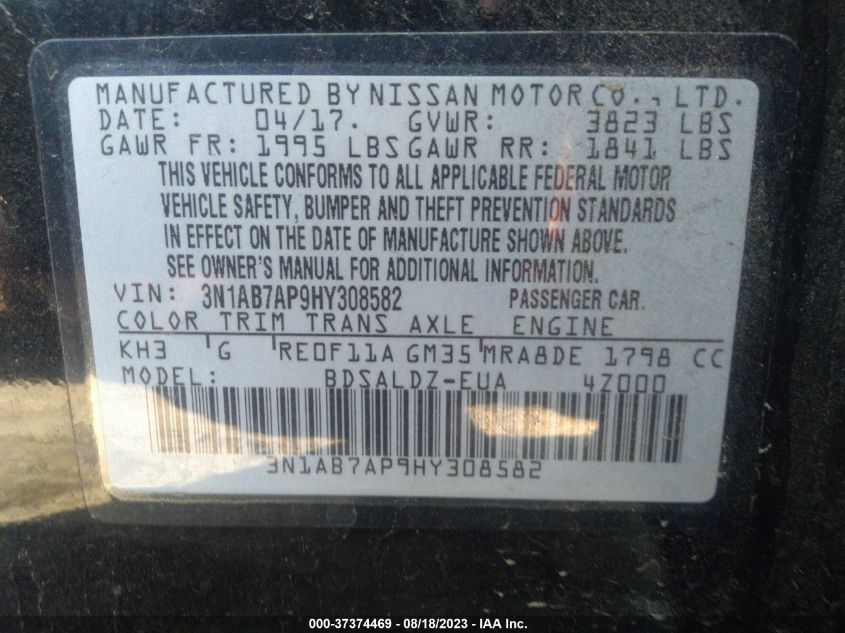 MANUFACTURED BY NISSAN MOTOR CO., LTD.
DATE: 04/17. GVWR: 3823 LBS
GAWR FR: 1995 LBS GAWR RR: 1841 LBS
THIS VEHICLE CONFORMS TO ALL APPLICABLE FEDERAL MOTOR
VEHICLE SAFETY, BUMPER AND THEFT PREVENTION STANDARDS
IN EFFECT ON THE DATE OF MANUFACTURE SHOWN ABOVE.
SEE OWNER'S MANUAL FOR ADDITIONAL INFORMATION.
VIN: 3N1AB7AP9HY308582 PASSENGER CAR.
COLOR TRIM TRANS AXLE ENGINE
KH3 G RE0F11A GM35 MRA8DE 1798 CC
MODEL: BDSALDZ-EUA 4Z000
3N1AB7AP9HY308582
000-37374469 - 08/18/2023 - IAA Inc.